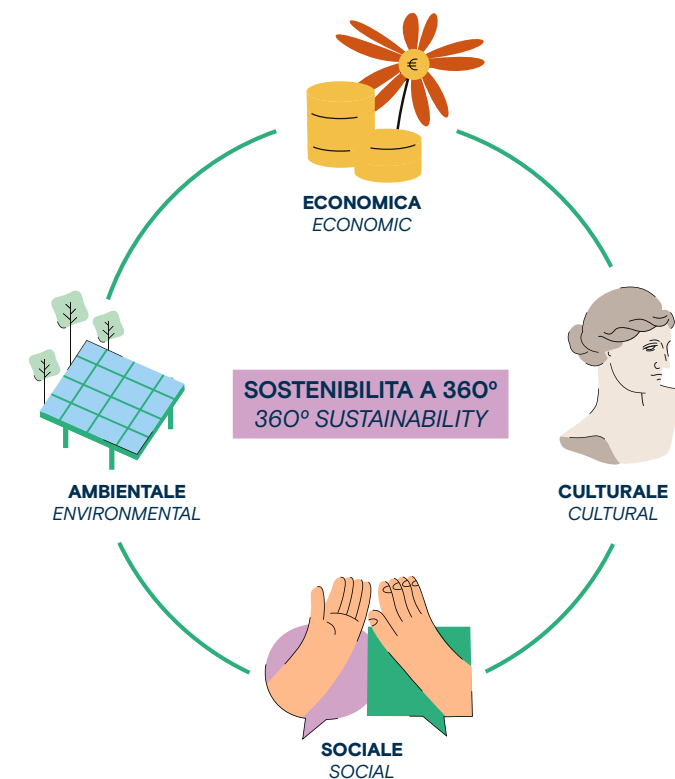 €
ECONOMICA
ECONOMIC
SOSTENIBILITA A 360º
360º SUSTAINABILITY
AMBIENTALE
ENVIRONMENTAL
CULTURALE
CULTURAL
SOCIALE
SOCIAL